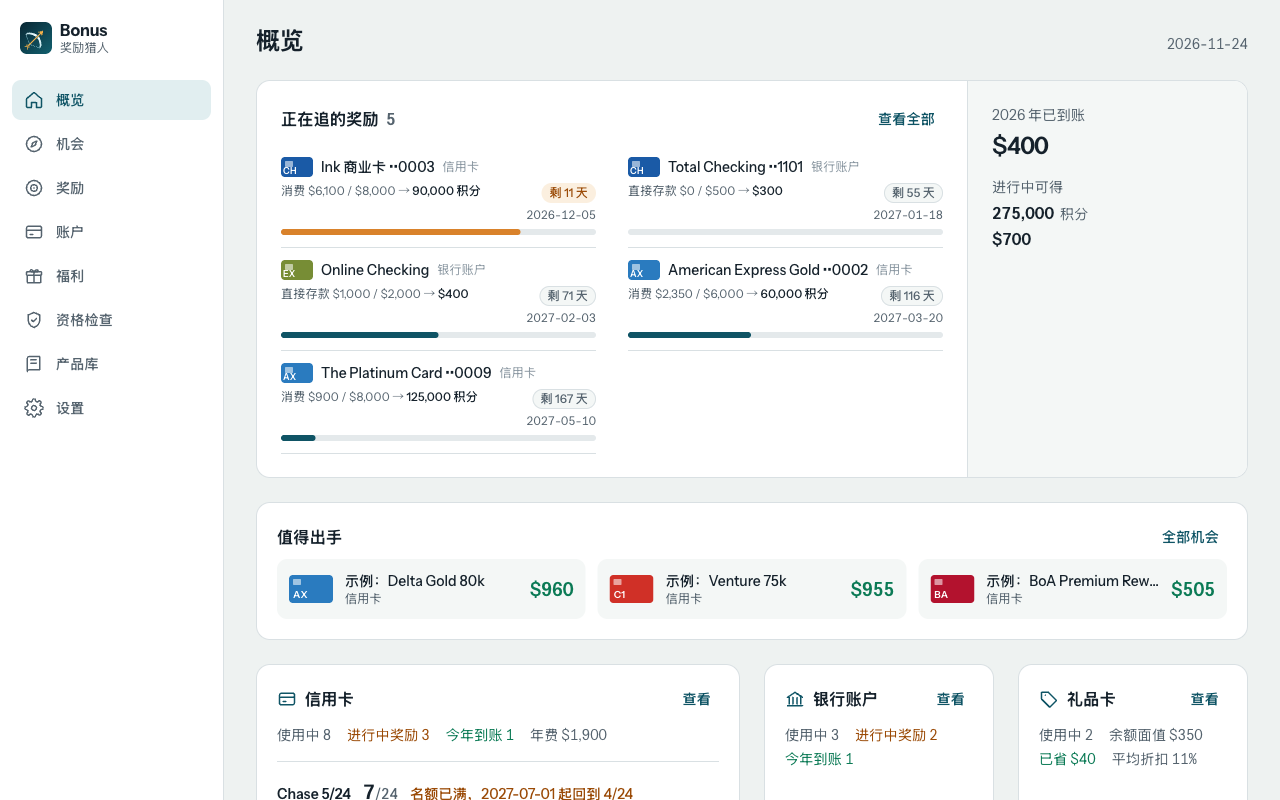 Bonus
奖励猎人
概览
机会
奖励
账户
福利
资格检查
产品库
设置
概览
2026-11-24
正在追的奖励 5
查看全部
CH
Ink 商业卡 ··0003 信用卡
消费 $6,100 / $8,000 → 90,000 积分
剩 11 天
2026-12-05
CH
Total Checking ··1101 银行账户
直接存款 $0 / $500 → $300
剩 55 天
2027-01-18
EX
Online Checking 银行账户
直接存款 $1,000 / $2,000 → $400
剩 71 天
2027-02-03
AX
American Express Gold ··0002 信用卡
消费 $2,350 / $6,000 → 60,000 积分
剩 116 天
2027-03-20
AX
The Platinum Card ··0009 信用卡
消费 $900 / $8,000 → 125,000 积分
剩 167 天
2027-05-10
2026 年已到账
$400
进行中可得
275,000 积分
$700
值得出手
全部机会
AX
示例：Delta Gold 80k
信用卡
$960
C1
示例：Venture 75k
信用卡
$955
BA
示例：BoA Premium Rew...
信用卡
$505
信用卡
查看
使用中 8 进行中奖励 3 今年到账 1 年费 $1,900
Chase 5/24 7/24 名额已满，2027-07-01 起回到 4/24
银行账户
查看
使用中 3 进行中奖励 2
今年到账 1
礼品卡
查看
使用中 2 余额面值 $350
已省 $40 平均折扣 11%